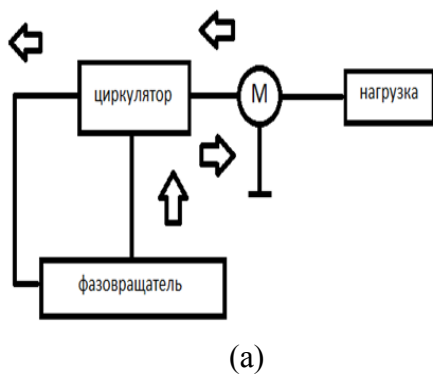 циркулятор
М
нагрузка
фазовращатель
(а)